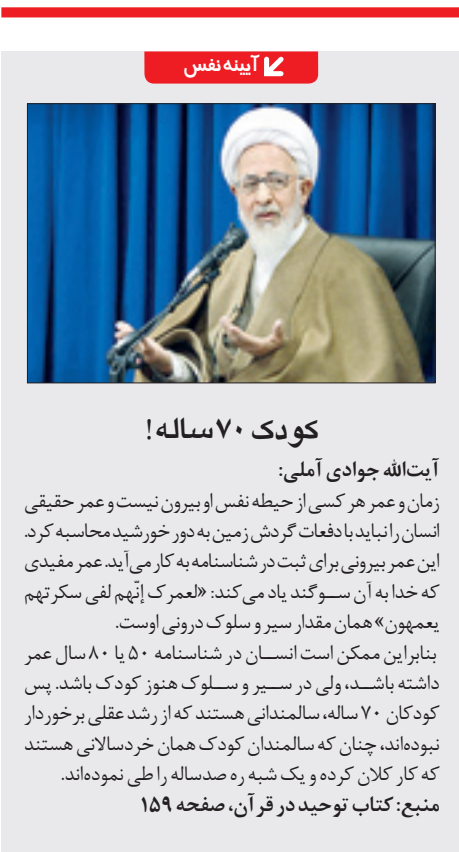 آیینه نفس
کودک ۷۰ ساله!
آیت‌الله جوادی آملی:
زمان و عمر هر کسی از حیطه نفس او بیرون نیست و عمر حقیقی
انسان را نباید با دفعات گردش زمین به دور خورشید محاسبه کرد.
این عمر بیرونی برای ثبت در شناسنامه به کار می‌آید. عمر مفیدی
که خدا به آن سوگند یاد می‌کند: «لعمرک إنّهم لفی سکرتهم
یعمهون» همان مقدار سیر و سلوک درونی اوست.
بنابراین ممکن است انسان در شناسنامه ۵۰ یا ۸۰ سال عمر
داشته باشد، ولی در سیر و سلوک هنوز کودک باشد. پس
کودکان ۷۰ ساله، سالمندانی هستند که از رشد عقلی برخوردار
نبوده‌اند، چنان که سالمندان کودک همان خردسالانی هستند
که کار کلان کرده و یک شبه ره صدساله را طی نموده‌اند.
منبع: کتاب توحید در قرآن، صفحه ۱۵۹